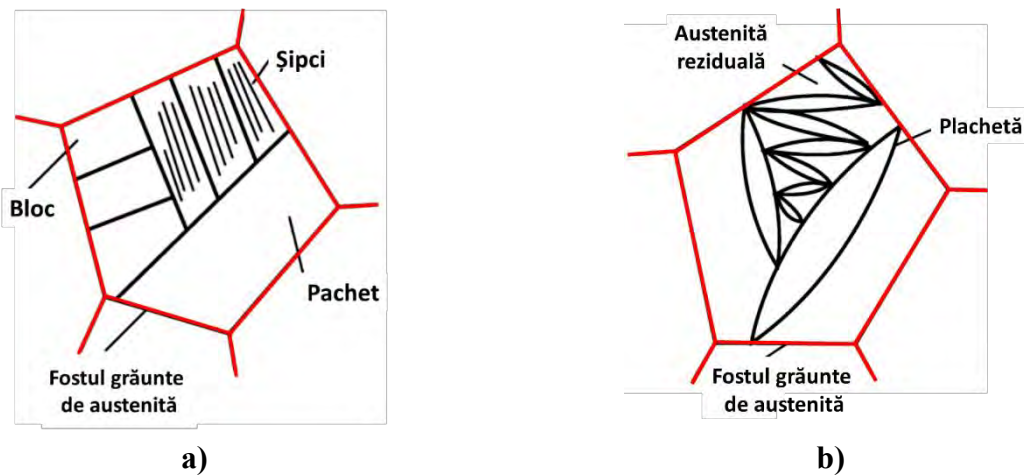 Șipci
Bloc
Pachet
Fostul grăunte
de austenită
a)
Austenită
reziduală
Plachetă
Fostul grăunte
de austenită
b)